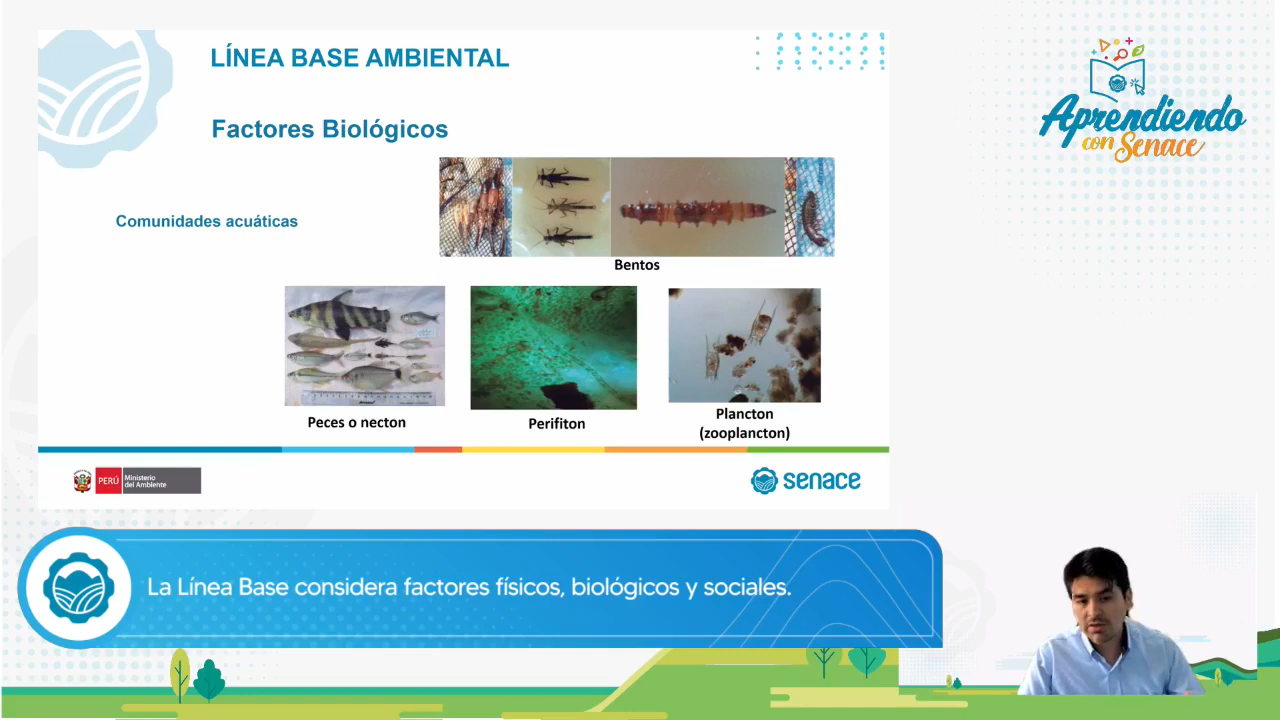 LÍNEA BASE AMBIENTAL
Factores Biológicos
Comunidades acuáticas
Bentos
Peces o necton
Perifiton
Plancton
(zooplancton)
PERÚ
Ministerio
del Ambiente
senace
La Línea Base considera factores físicos, biológicos y sociales.
Aprendiendo
con Senace